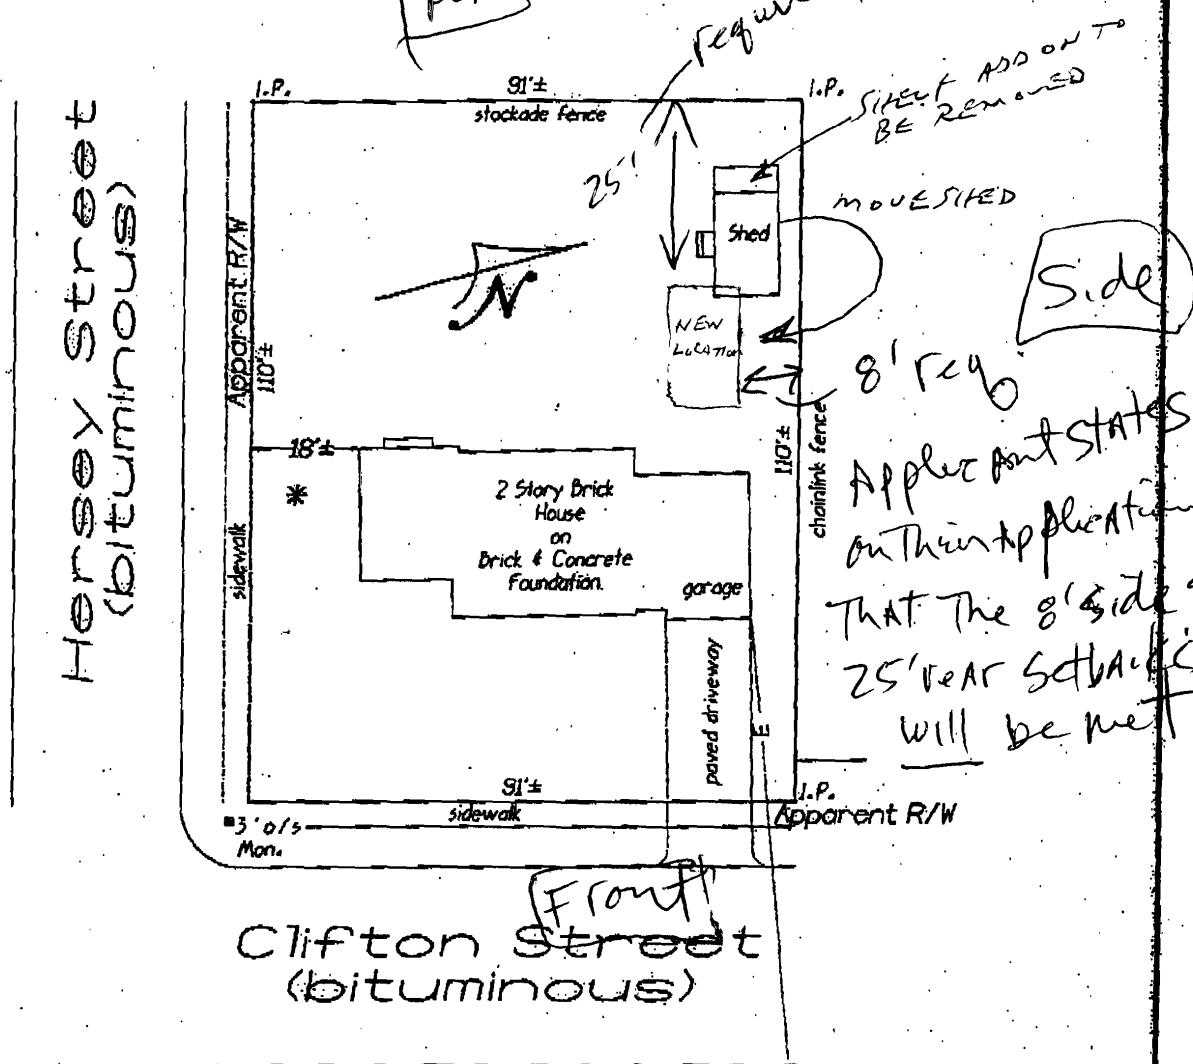 requ
I.P.
91'±
I.P.
stockade fence
SHELF ADD ON TO
BE REMOVED
25'
MOVE SHED
Shed
Side
N
NEW
LOCATION
8' req
Hersey Street
(bituminous)
Apparent R/W
110'±
110'±
chainlink fence
18'±
*
sidewalk
2 Story Brick
House
on
Brick & Concrete
Foundation.
garage
Applicant States
on Their Application
THAT The 8' side
25' reAr Setbacks
will be met
paved driveway
E
91'±
sidewalk
I.P.
Apparent R/W
3' o/s
Mon.
Front
Clifton Street
(bituminous)